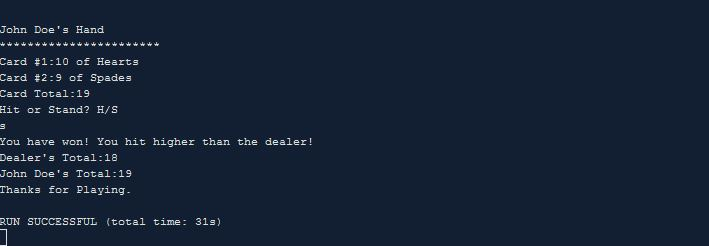 John Doe's Hand
***********************
Card #1:10 of Hearts
Card #2:9 of Spades
Card Total:19
Hit or Stand? H/S
s
You have won! You hit higher than the dealer!
Dealer's Total:18
John Doe's Total:19
Thanks for Playing.
RUN SUCCESSFUL (total time: 31s)